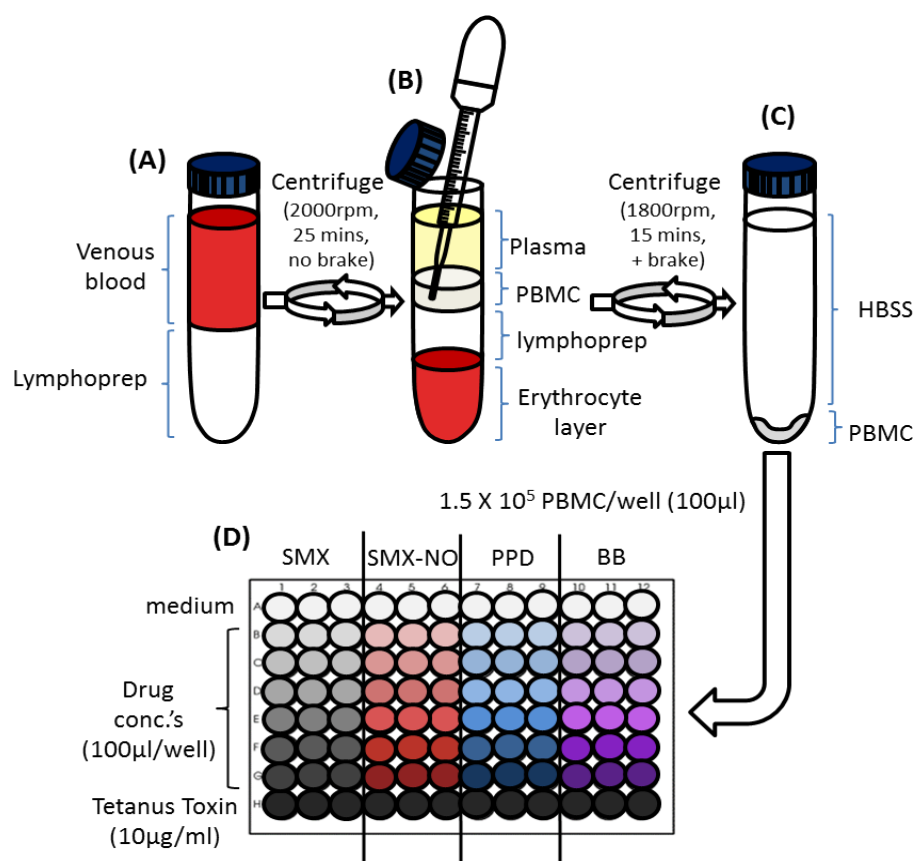 (A)
(B)
(C)
Centrifuge
(2000rpm,
25 mins,
no brake)
Centrifuge
(1800rpm,
15 mins,
+ brake)
Venous
blood
Lymphoprep
Plasma
PBMC
lymphoprep
Erythrocyte
layer
HBSS
PBMC
1.5 X 10⁵ PBMC/well (100µl)
(D)
SMX SMX-NO PPD BB
1 2 3 4 5 6 7 8 9 10 11 12
medium
Drug
conc.'s
(100µl/well)
Tetanus Toxin
(10µg/ml)
A
B
C
D
E
F
G
H